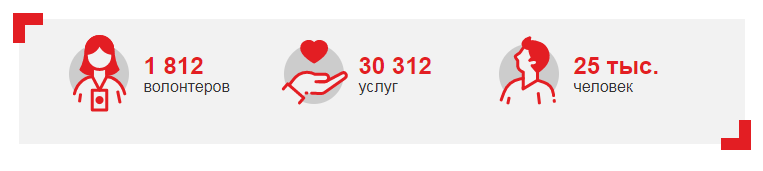 1 812
волонтеров
30 312
услуг
25 тыс.
человек